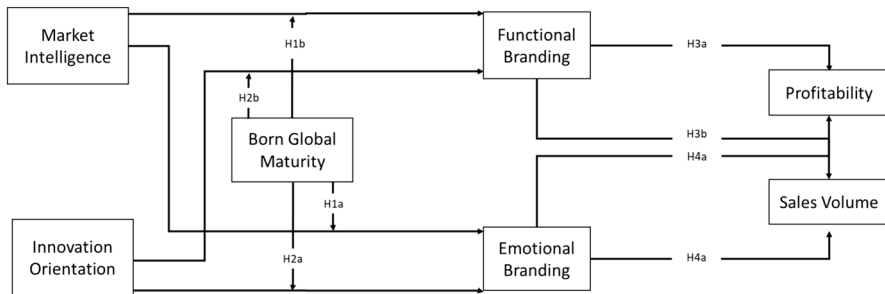 Market
Intelligence
H1b
Functional
Branding
H3a
Profitability
H2b
Born Global
Maturity
H3b
H4a
H1a
Sales Volume
Innovation
Orientation
H2a
Emotional
Branding
H4a